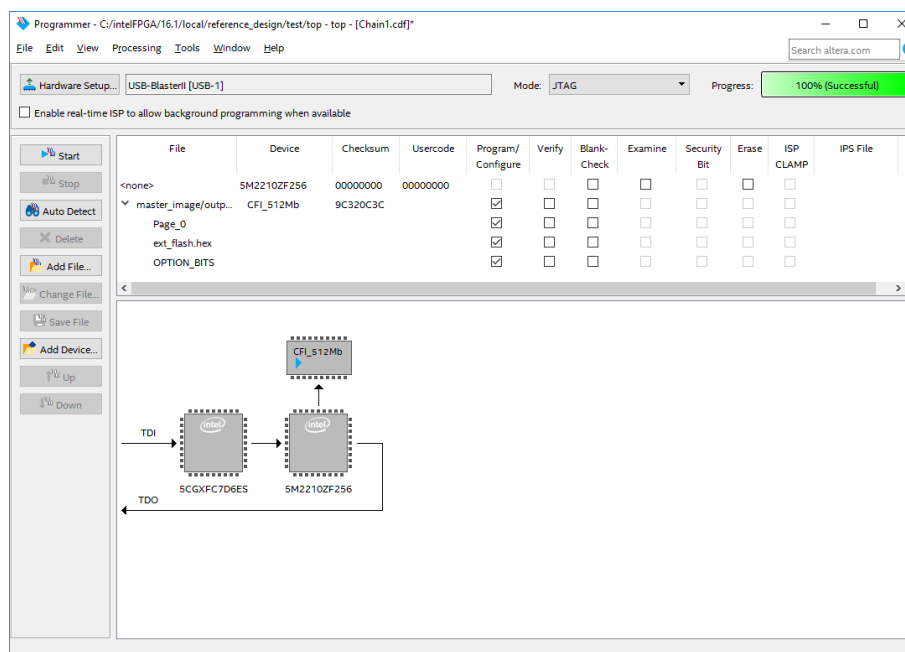 Programmer - C:/intelFPGA/16.1/local/reference_design/test/top - top - [Chain1.cdf]*
File Edit View Processing Tools Window Help
Search altera.com
Hardware Setup... USB-BlasterII [USB-1] Mode: JTAG Progress: 100% (Successful)
Enable real-time ISP to allow background programming when available
Start
Stop
Auto Detect
Delete
Add File...
Change File...
Save File
Add Device...
Up
Down
File Device Checksum Usercode Program/ Configure Verify Blank- Check Examine Security Bit Erase ISP CLAMP IPS File
<none> 5M2210ZF256 00000000 00000000
master_image/outp... CFI_512Mb 9C320C3C
Page_0
ext_flash.hex
OPTION_BITS
CFI_512Mb
TDI
intel
intel
5CGXFC7D6ES 5M2210ZF256
TDO